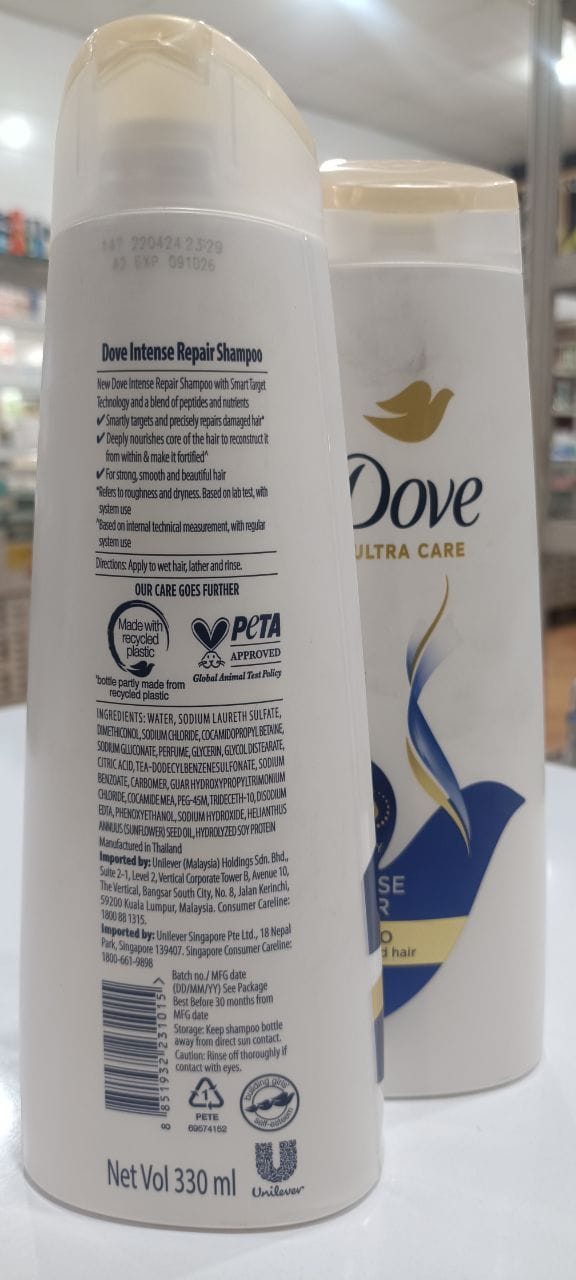 220424 23:29
A2 EXP 091026
Dove Intense Repair Shampoo
New Dove Intense Repair Shampoo with Smart Target
Technology and a blend of peptides and nutrients
✔ Smartly targets and precisely repairs damaged hair*
✔ Deeply nourishes core of the hair to reconstruct it
from within & make it fortified^
✔ For strong, smooth and beautiful hair
*Refers to roughness and dryness. Based on lab test, with
system use
^Based on internal technical measurement, with regular
system use
Directions: Apply to wet hair, lather and rinse.
OUR CARE GOES FURTHER
Made with
recycled
plastic
*bottle partly made from
recycled plastic
PETA
APPROVED
Global Animal Test Policy
INGREDIENTS: WATER, SODIUM LAURETH SULFATE,
DIMETHICONOL, SODIUM CHLORIDE, COCAMIDOPROPYL BETAINE,
SODIUM GLUCONATE, PERFUME, GLYCERIN, GLYCOL DISTEARATE,
CITRIC ACID, TEA-DODECYLBENZENESULFONATE, SODIUM
BENZOATE, CARBOMER, GUAR HYDROXYPROPYLTRIMONIUM
CHLORIDE, COCAMIDE MEA, PEG-45M, TRIDECETH-10, DISODIUM
EDTA, PHENOXYETHANOL, SODIUM HYDROXIDE, HELIANTHUS
ANNUUS (SUNFLOWER) SEED OIL, HYDROLYZED SOY PROTEIN
Manufactured in Thailand
Imported by: Unilever (Malaysia) Holdings Sdn. Bhd.,
Suite 2-1, Level 2, Vertical Corporate Tower B, Avenue 10,
The Vertical, Bangsar South City, No. 8, Jalan Kerinchi,
59200 Kuala Lumpur, Malaysia. Consumer Careline:
1800 88 1315.
Imported by: Unilever Singapore Pte Ltd., 18 Nepal
Park, Singapore 139407. Singapore Consumer Careline:
1800-661-9898
Batch no./ MFG date
(DD/MM/YY) See Package
Best Before 30 months from
MFG date
Storage: Keep shampoo bottle
away from direct sun contact.
Caution: Rinse off thoroughly if
contact with eyes.
8 851932 231015 >
1
PETE
69574162
building girls'
self-esteem
Net Vol 330 ml
Unilever
Dove
ULTRA CARE
SE
R
O
d hair